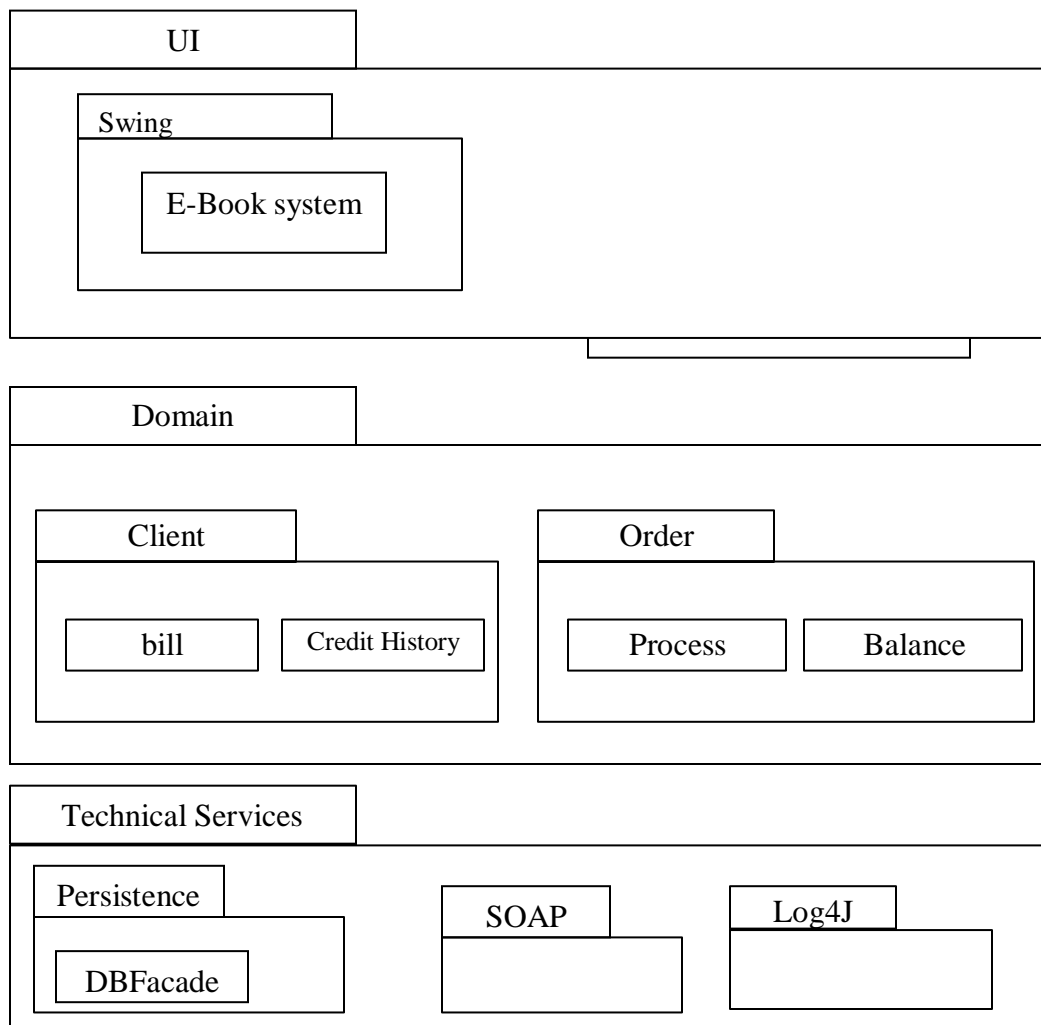 UI
Swing
E-Book system
Domain
Client
Order
bill
Credit History
Process
Balance
Technical Services
Persistence
SOAP
Log4J
DBFacade